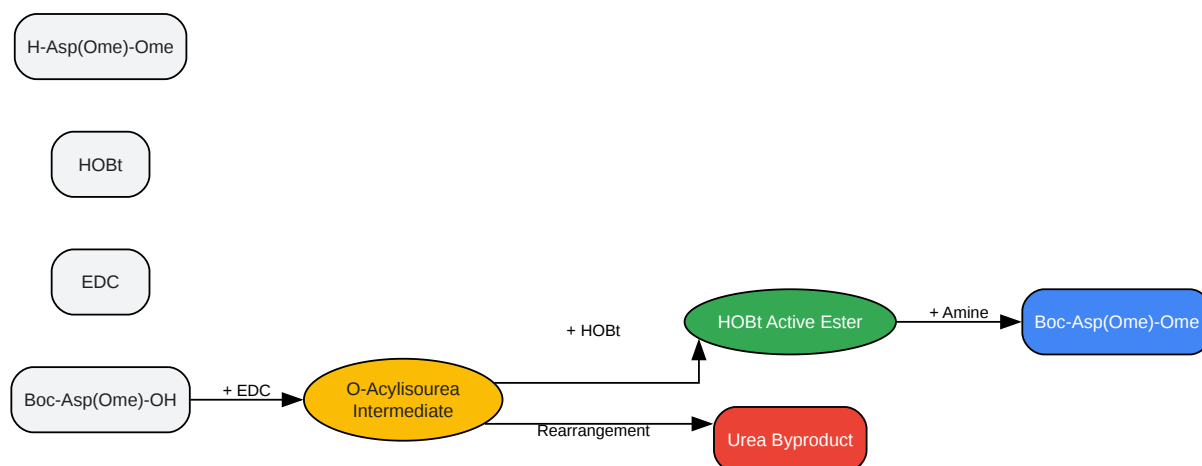 H-Asp(Ome)-Ome
HOBt
EDC
Boc-Asp(Ome)-OH
+ EDC
O-Acylisourea
Intermediate
+ HOBt
Rearrangement
HOBt Active Ester
Urea Byproduct
+ Amine
Boc-Asp(Ome)-Ome